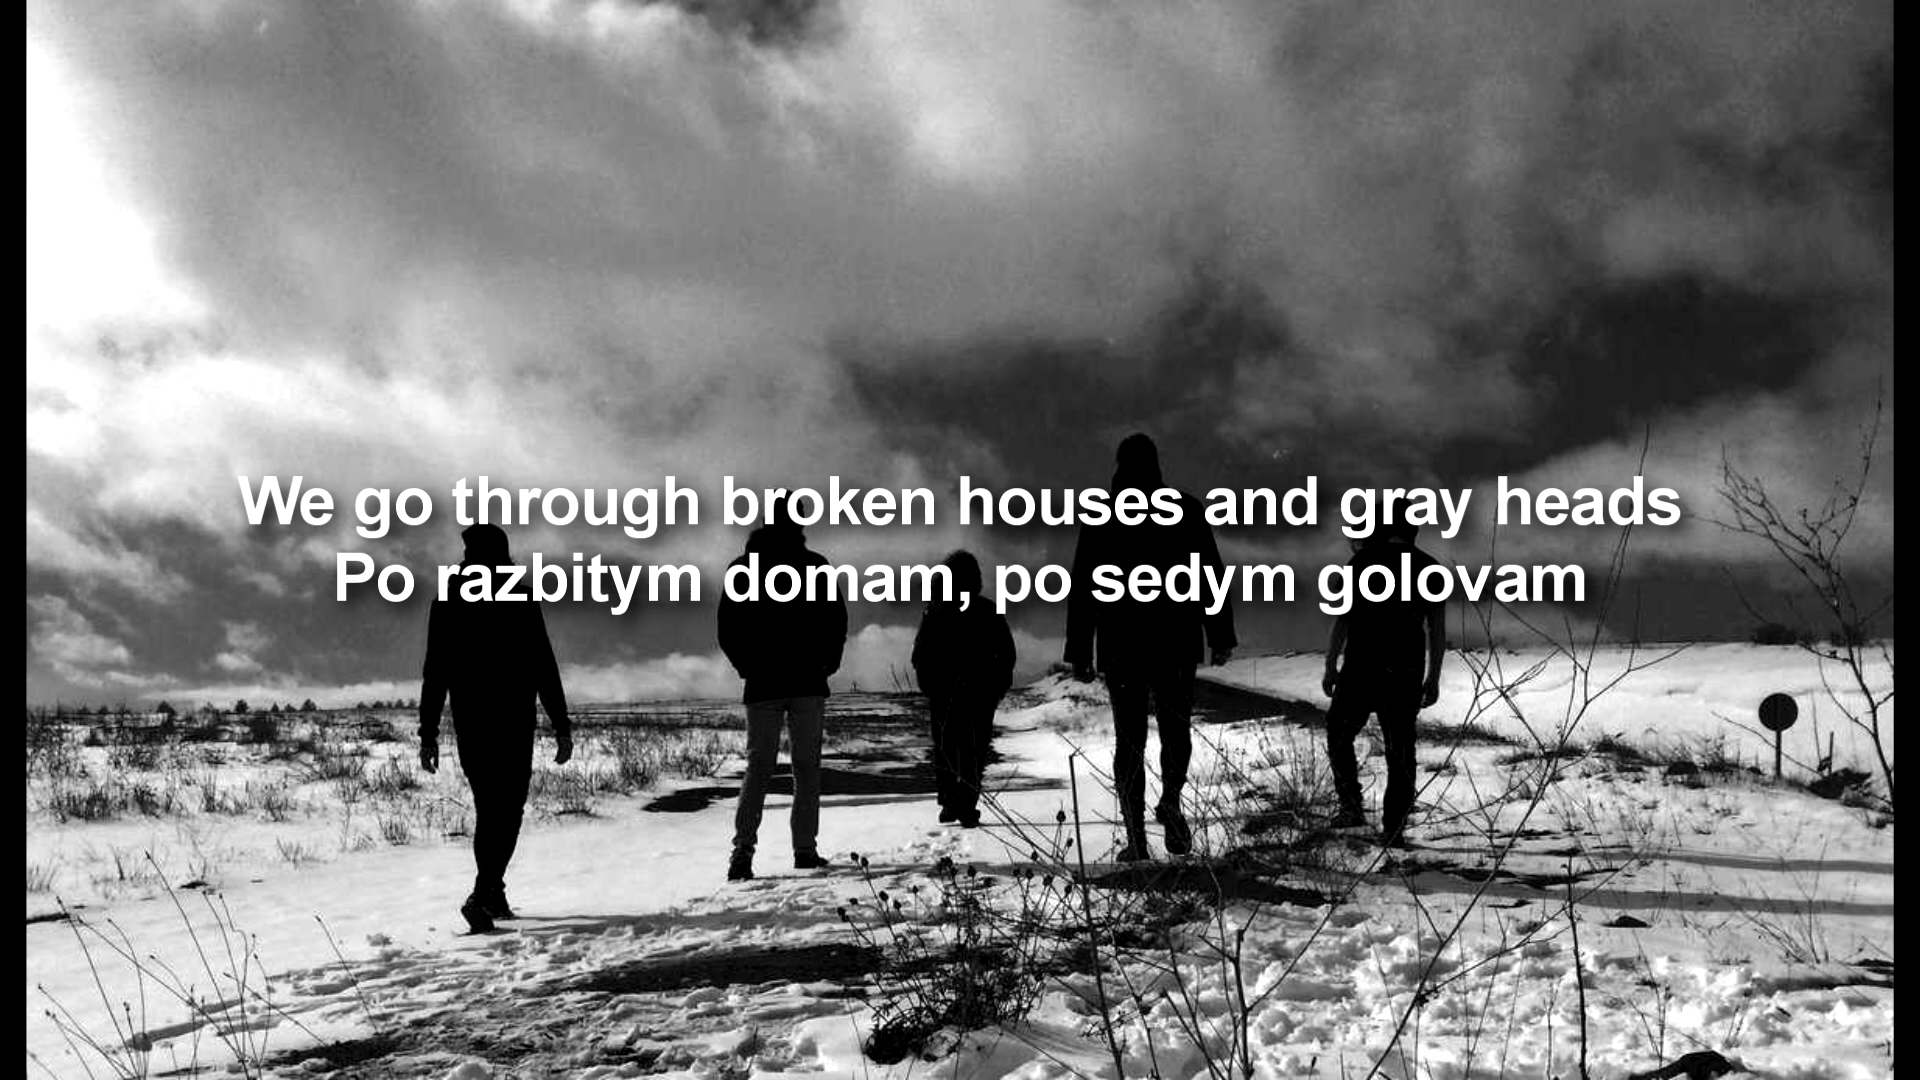 We go through broken houses and gray heads
Po razbitym domam, po sedym golovam